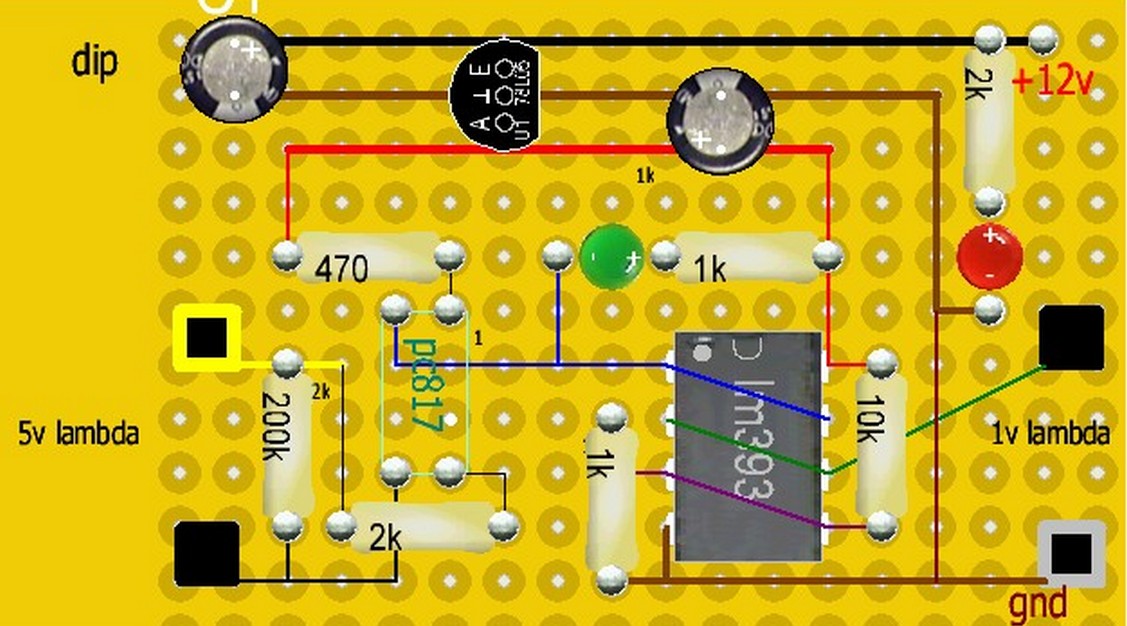 dip
+12v
2k
A T E
U1 78L05
1k
470
1k
pc817
1
2k
200k
5v lambda
2k
1k
lm393
10k
1v lambda
gnd